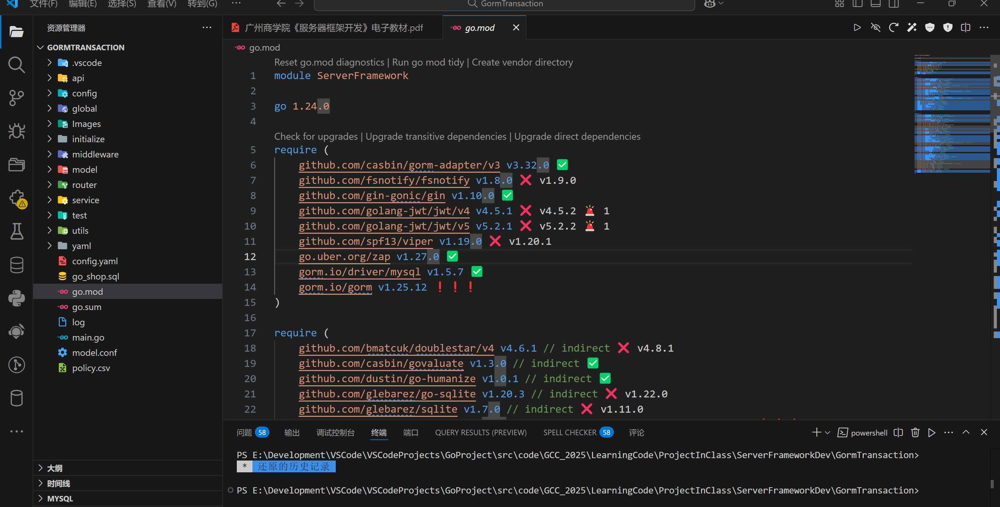 文件(F) 编辑(E) 选择(S) 查看(V) 转到(G) ··· GormTransaction
资源管理器
GORMTRANSACTION
.vscode
api
config
global
Images
initialize
middleware
model
router
service
test
utils
yaml
config.yaml
go_shop.sql
go.mod
go.sum
log
main.go
model.conf
policy.csv
大纲
时间线
MYSQL
广州商学院《服务器框架开发》电子教材.pdf go.mod
go.mod
Reset go.mod diagnostics | Run go mod tidy | Create vendor directory
1 module ServerFramework
2
3 go 1.24.0
4
Check for upgrades | Upgrade transitive dependencies | Upgrade direct dependencies
5 require (
6 github.com/casbin/gorm-adapter/v3 v3.32.0 ✅
7 github.com/fsnotify/fsnotify v1.8.0 ❌ v1.9.0
8 github.com/gin-gonic/gin v1.10.0 ✅
9 github.com/golang-jwt/jwt/v4 v4.5.1 ❌ v4.5.2 🚨 1
10 github.com/golang-jwt/jwt/v5 v5.2.1 ❌ v5.2.2 🚨 1
11 github.com/spf13/viper v1.19.0 ❌ v1.20.1
12 go.uber.org/zap v1.27.0 ✅
13 gorm.io/driver/mysql v1.5.7 ✅
14 gorm.io/gorm v1.25.12 ❗❗❗
15 )
16
17 require (
18 github.com/bmatcuk/doublestar/v4 v4.6.1 // indirect ❌ v4.8.1
19 github.com/casbin/govaluate v1.3.0 // indirect ✅
20 github.com/dustin/go-humanize v1.0.1 // indirect ✅
21 github.com/glebarez/go-sqlite v1.20.3 // indirect ❌ v1.22.0
22 github.com/glebarez/sqlite v1.7.0 // indirect ❌ v1.11.0
问题 58 输出 调试控制台 终端 端口 QUERY RESULTS (PREVIEW) SPELL CHECKER 58 评论 powershell
PS E:\Development\VSCode\VSCodeProjects\GoProject\src\code\GCC_2025\LearningCode\ProjectInClass\ServerFrameworkDev\GormTransaction>
* 还原的历史记录
PS E:\Development\VSCode\VSCodeProjects\GoProject\src\code\GCC_2025\LearningCode\ProjectInClass\ServerFrameworkDev\GormTransaction>